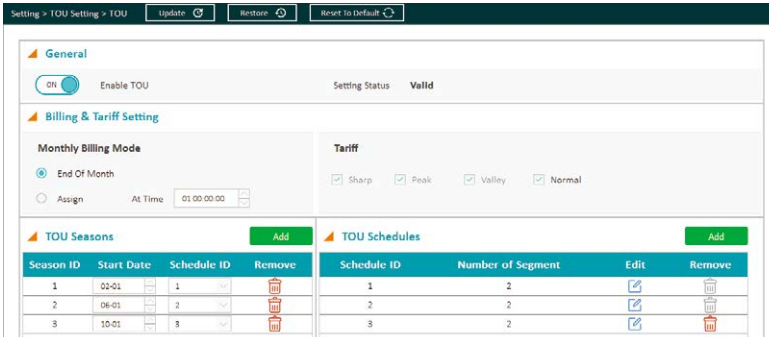 Setting > TOU Setting > TOU Update Restore Reset To Default
General
ON Enable TOU Setting Status Valid
Billing & Tariff Setting
Monthly Billing Mode Tariff
End Of Month
Sharp Peak Valley Normal
Assign At Time 01 00:00:00
TOU Seasons Add TOU Schedules Add
Season ID Start Date Schedule ID Remove Schedule ID Number of Segment Edit Remove
1 02-01 1 1 2
2 06-01 2 2 2
3 10-01 3 3 2